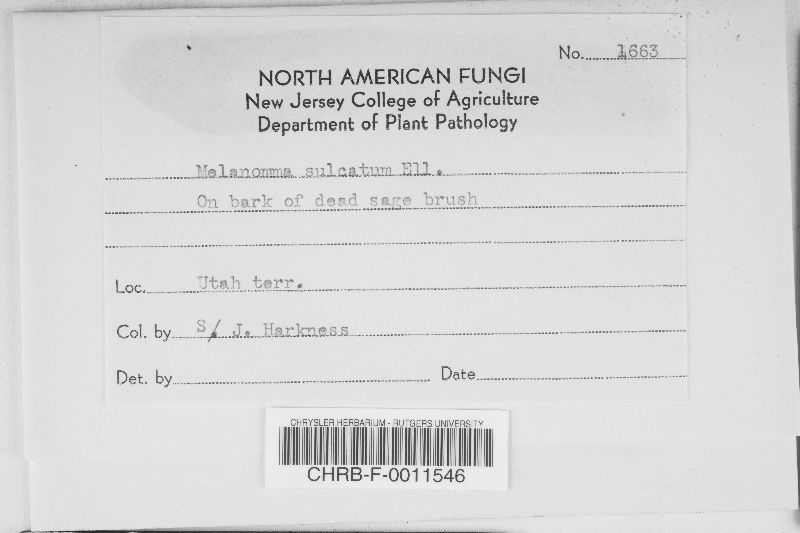 No. 1663
NORTH AMERICAN FUNGI
New Jersey College of Agriculture
Department of Plant Pathology
Melanomma sulcatum Ell.
On bark of dead sage brush
Loc. Utah terr.
Col. by S. J. Harkness
Det. by Date
CHRYSLER HERBARIUM - RUTGERS UNIVERSITY
CHRB-F-0011546